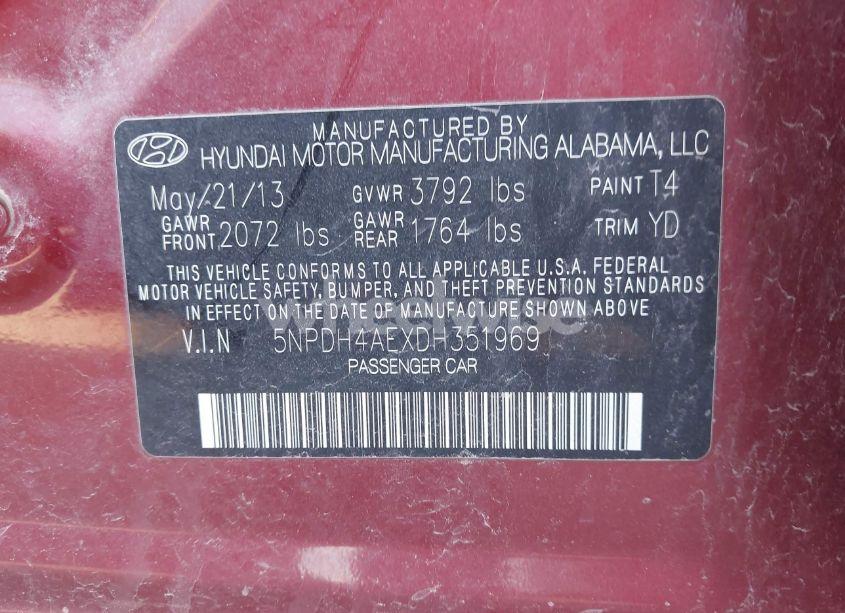 MANUFACTURED BY
HYUNDAI MOTOR MANUFACTURING ALABAMA, LLC
May/21/13 GVWR 3792 lbs PAINT T4
GAWR FRONT 2072 lbs GAWR REAR 1764 lbs TRIM YD
THIS VEHICLE CONFORMS TO ALL APPLICABLE U.S.A. FEDERAL
MOTOR VEHICLE SAFETY, BUMPER, AND THEFT PREVENTION STANDARDS
IN EFFECT ON THE DATE OF MANUFACTURE SHOWN ABOVE
wheelwise
V.I.N 5NPDH4AEXDH351969
PASSENGER CAR